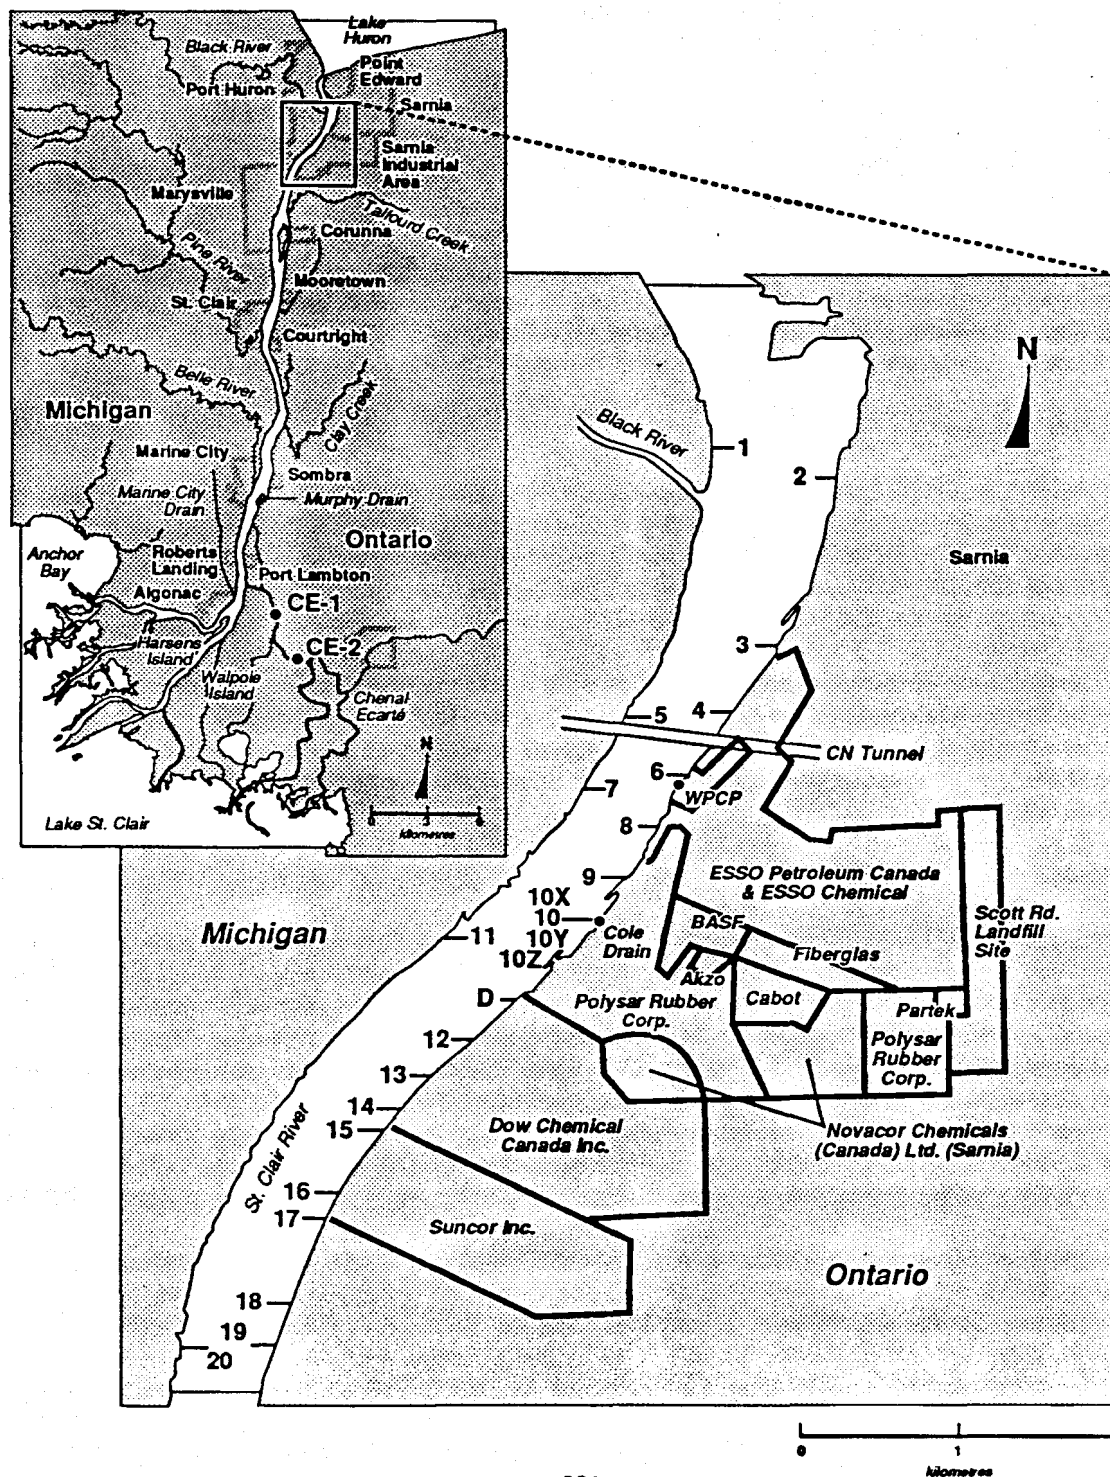 Lake
Huron
Black River
Point
Edward
Port Huron
Sarnia
Sarnia
Industrial
Area
Marysville
Talfourd Creek
Corunna
Pine River
Mooretown
St. Clair
Courtright
Belle River
Michigan
Clay Creek
Marine City
Sombra
Marine City
Drain
Murphy Drain
Ontario
Anchor
Bay
Roberts
Landing
Port Lambton
Algonac
CE-1
Harsens
Island
CE-2
Walpole
Island
Chenal
Ecarté
N
Lake St. Clair
0 3 6
kilometres
N
Black River
1
2
Sarnia
3
4
5
CN Tunnel
6
WPCP
7
8
ESSO Petroleum Canada
& ESSO Chemical
9
10X
10
10Y
10Z
Cole
Drain
BASF
Scott Rd.
Landfill
Site
Michigan
11
Fiberglas
Akzo
Cabot
D
Polysar Rubber
Corp.
Partek
12
Polysar
Rubber
Corp.
13
14
15
Dow Chemical
Canada Inc.
Novacor Chemicals
(Canada) Ltd. (Sarnia)
St. Clair River
16
17
Suncor Inc.
Ontario
18
19
20
0 1
kilometres